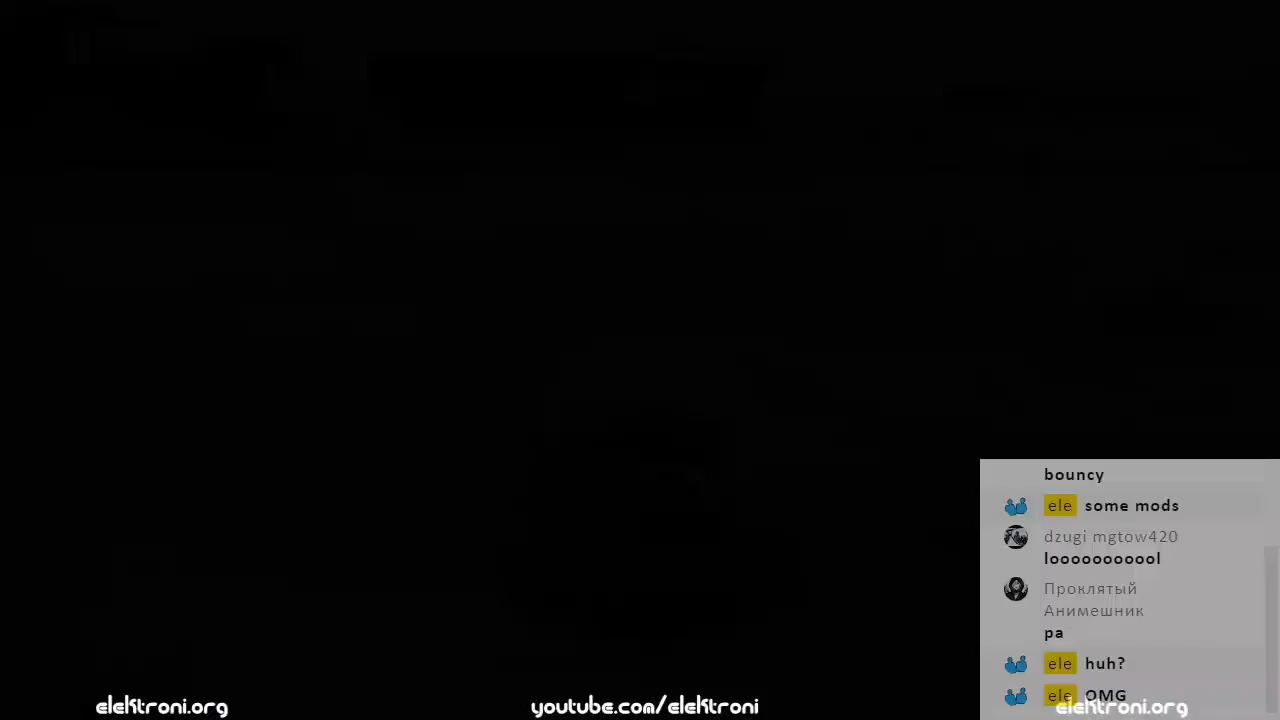 bouncy
ele some mods
dzugi mgtow420
looooooooool
Проклятый
Анимешник
ра
ele huh?
ele OMG
elektroni.org
youtube.com/elektroni
elektroni.org